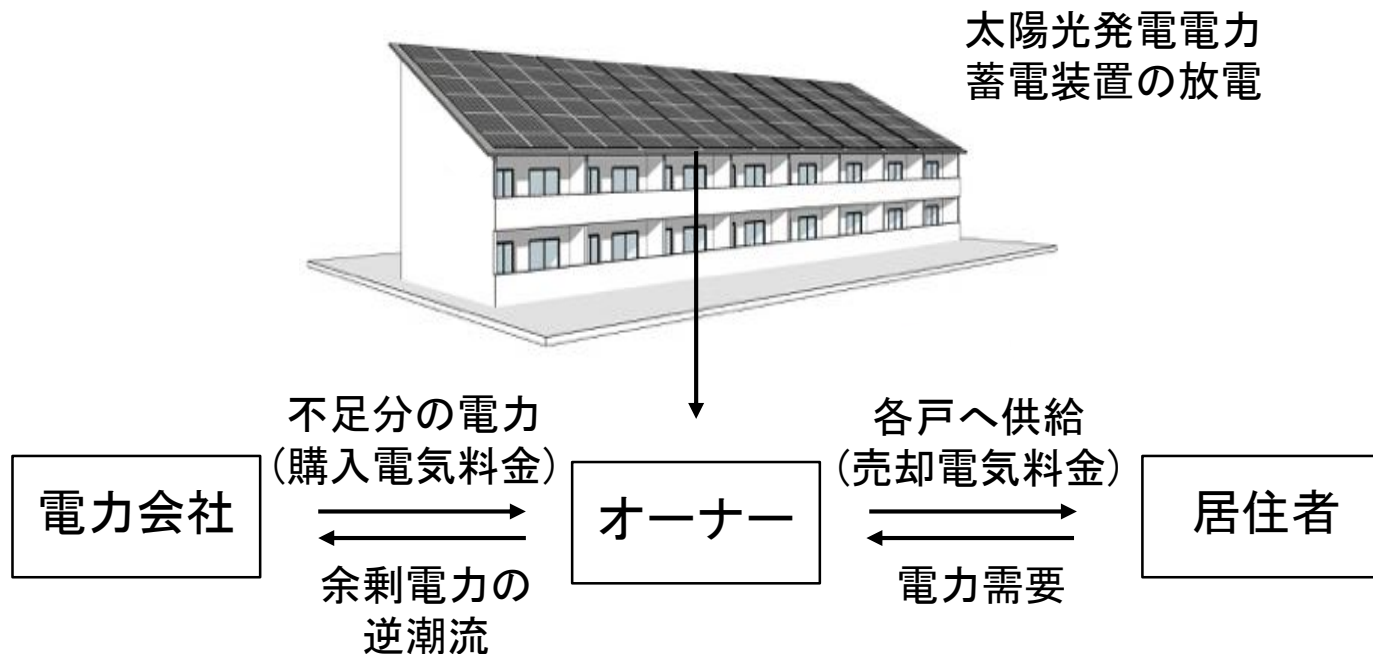 太陽光発電電力
蓄電装置の放電
不足分の電力
(購入電気料金)
各戸へ供給
(売却電気料金)
電力会社
オーナー
居住者
余剰電力の
逆潮流
電力需要